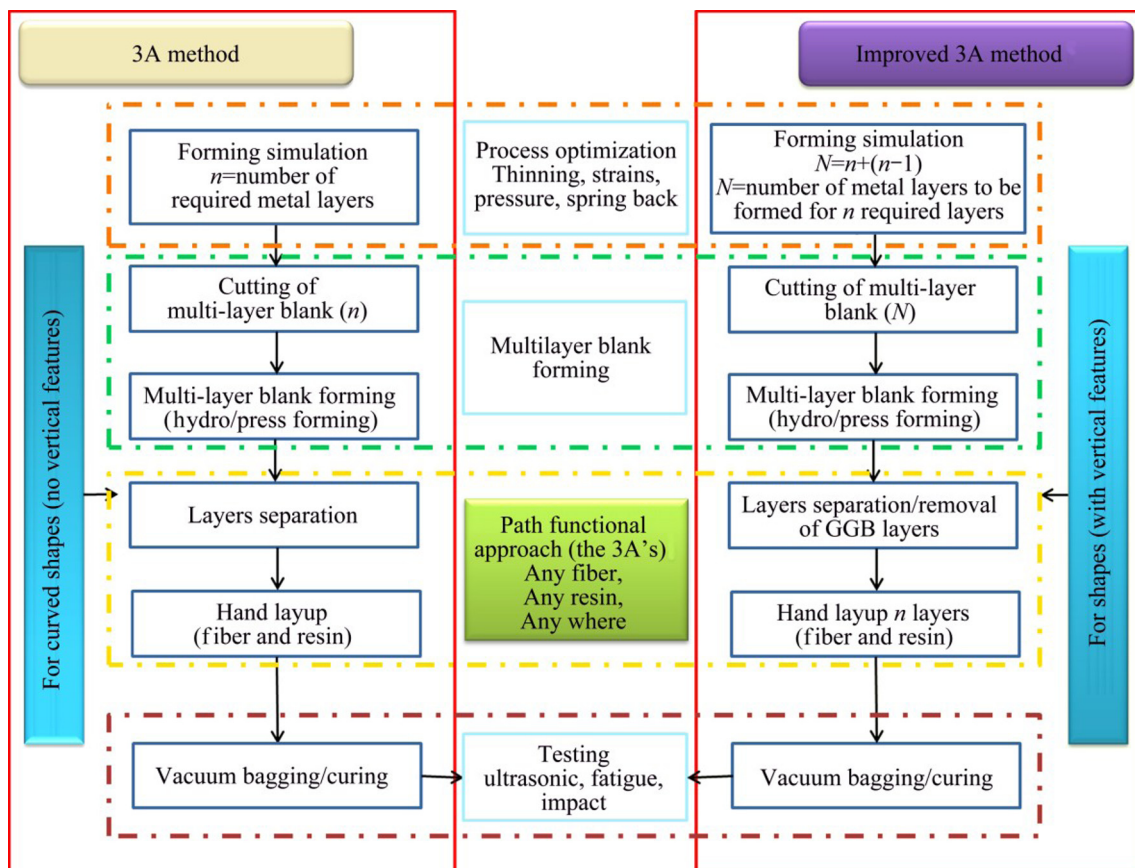 3A method
Improved 3A method
Forming simulation
n=number of
required metal layers
Process optimization
Thinning, strains,
pressure, spring back
Forming simulation
N=n+(n−1)
N=number of metal layers to be
formed for n required layers
For curved shapes (no vertical features)
Cutting of
multi-layer blank (n)
Multi-layer blank forming
(hydro/press forming)
Multilayer blank
forming
Cutting of multi-layer
blank (N)
Multi-layer blank forming
(hydro/press forming)
For shapes (with vertical features)
Layers separation
Hand layup
(fiber and resin)
Path functional
approach (the 3A’s)
Any fiber,
Any resin,
Any where
Layers separation/removal
of GGB layers
Hand layup n layers
(fiber and resin)
Vacuum bagging/curing
Testing
ultrasonic, fatigue,
impact
Vacuum bagging/curing